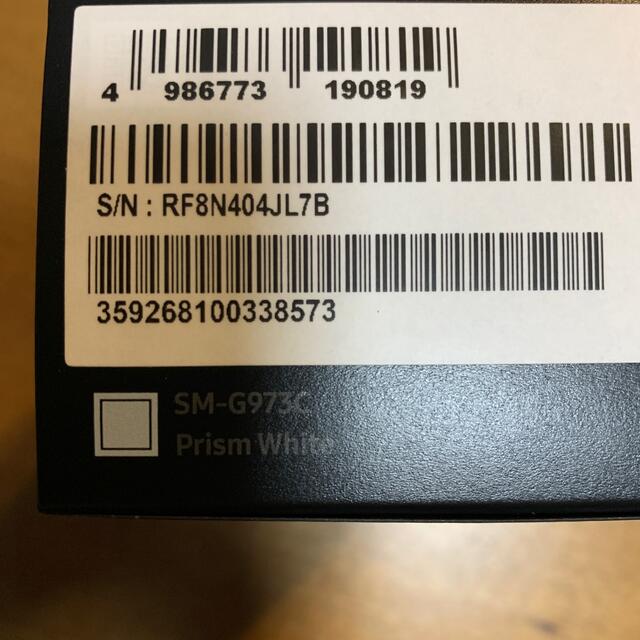 4 986773 190819
S/N : RF8N404JL7B
359268100338573
SM-G973C
Prism White